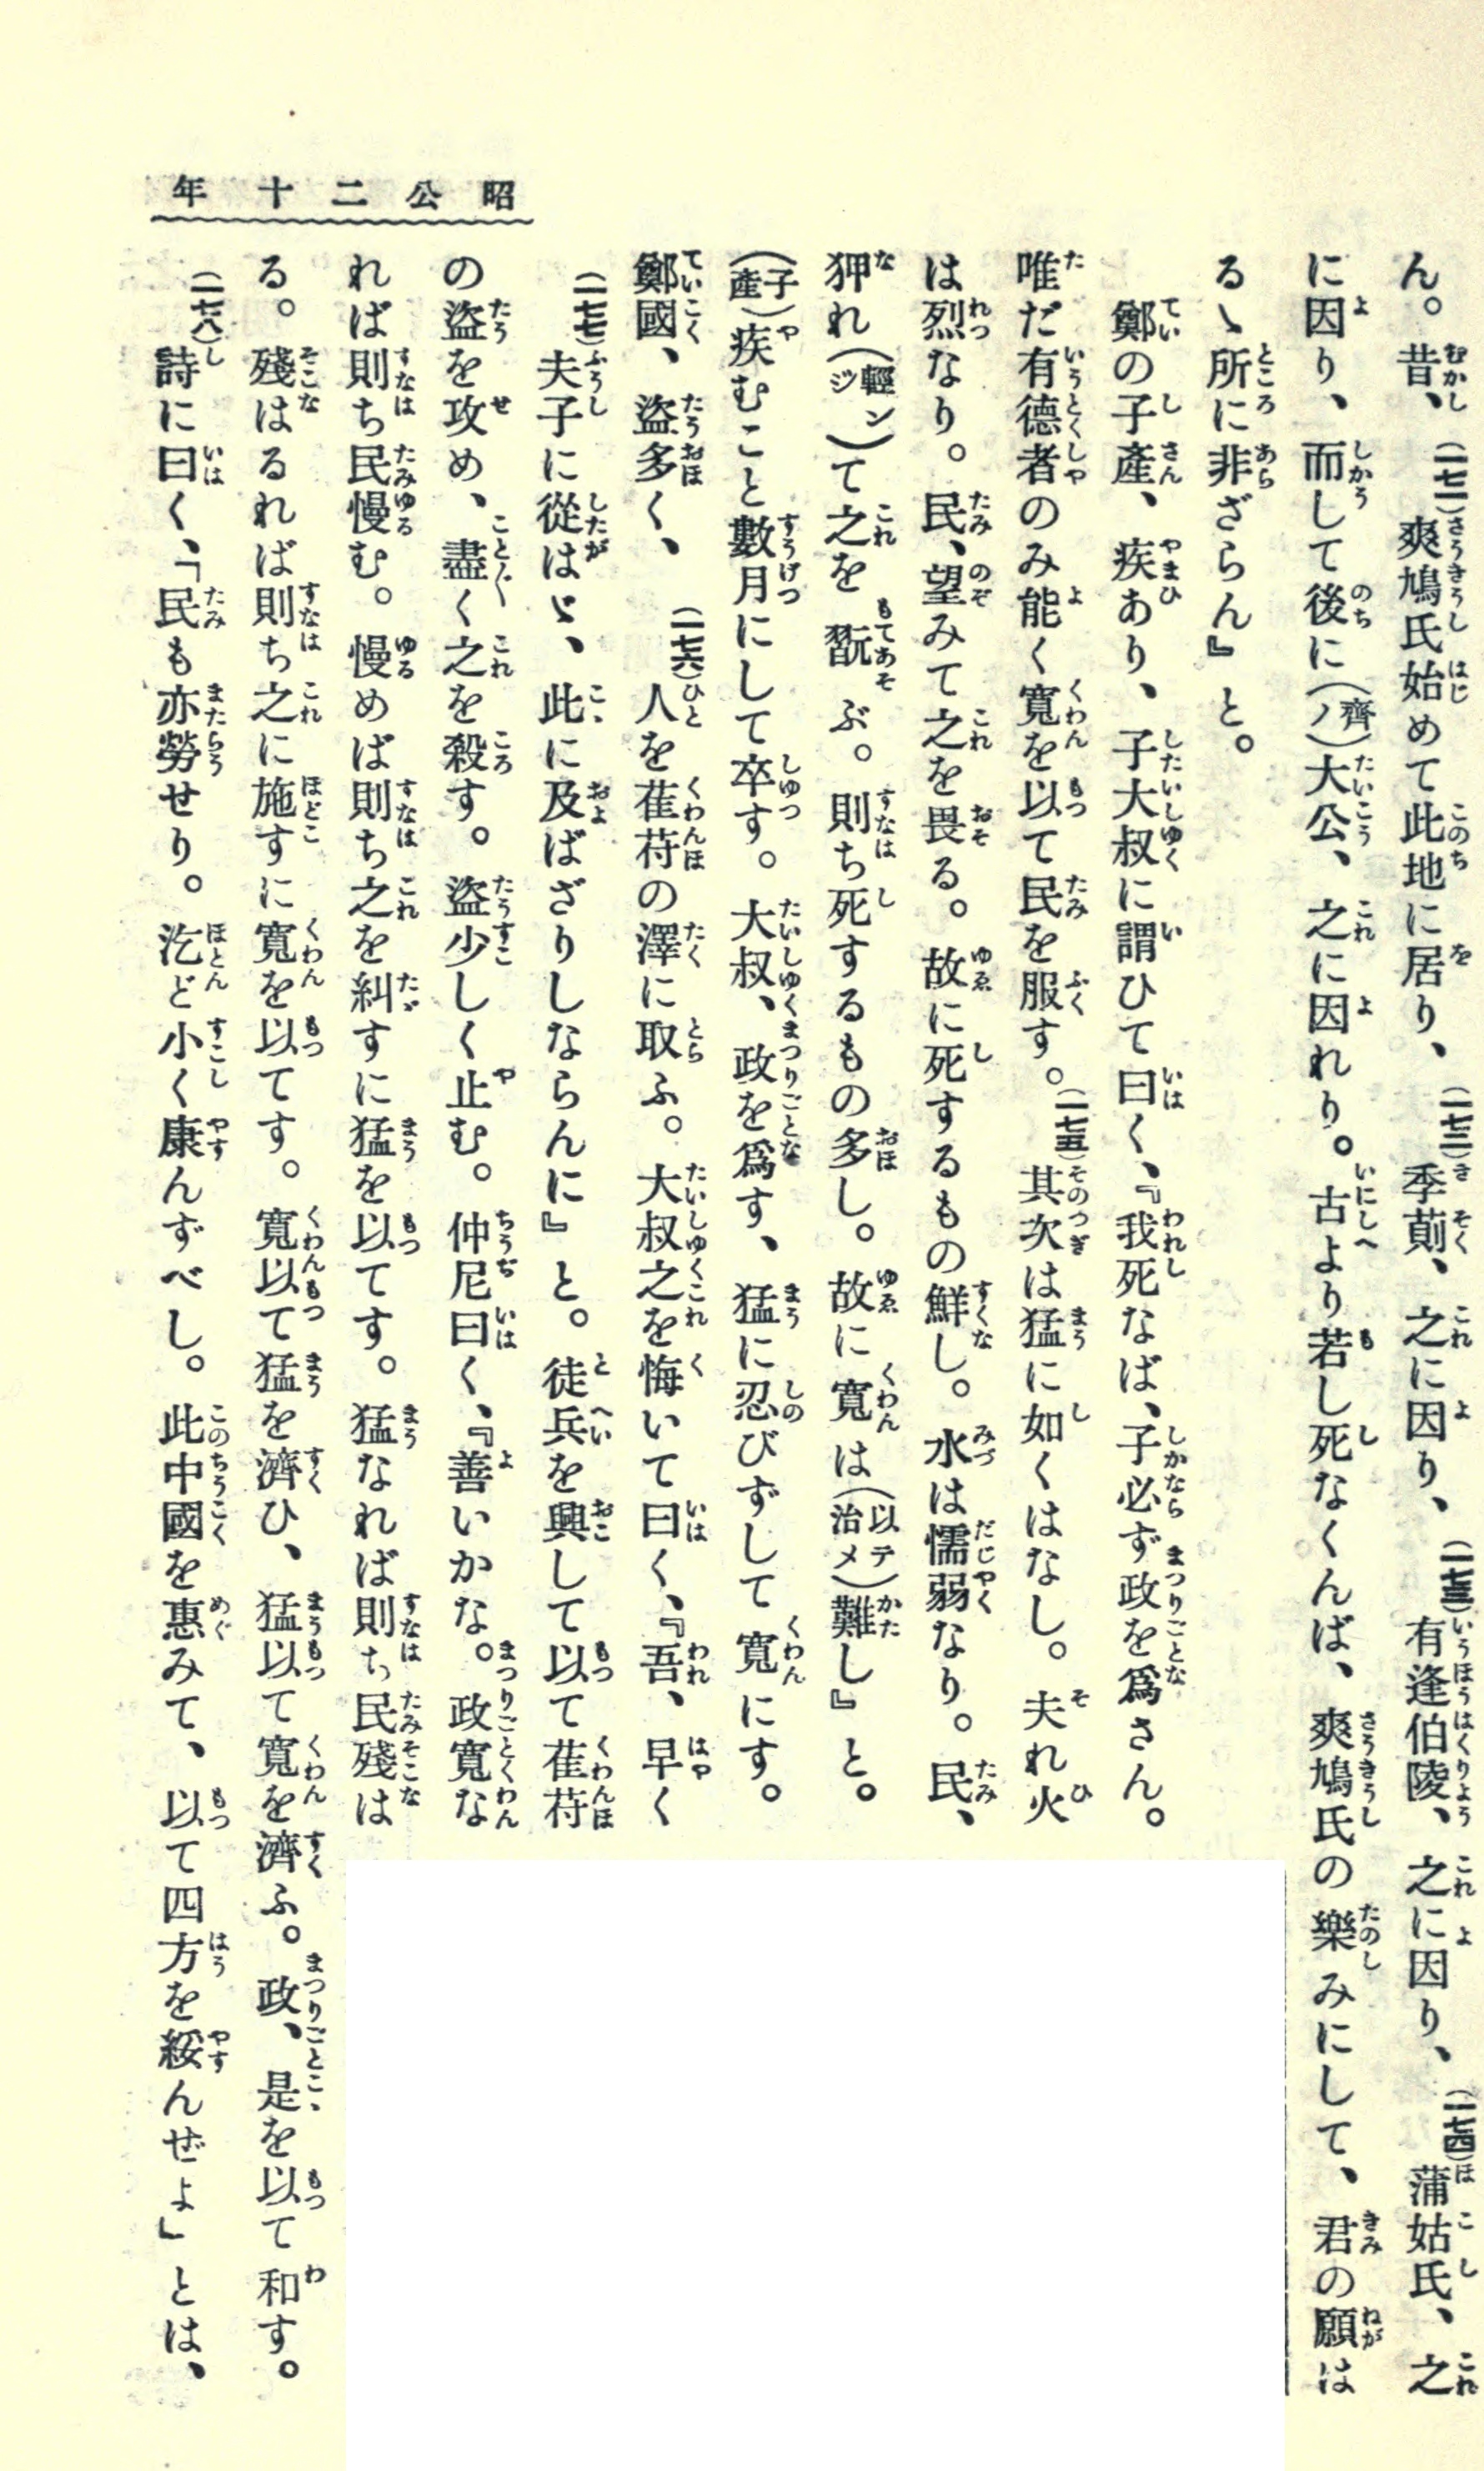 昭公二十年
ん。昔、(一七一)爽鳩氏始めて此地に居り、(一七二)季萴、之に因り、(一七三)有逢伯陵、之に因り、(一七四)蒲姑氏、之
に因り、而して後に(齊ノ)大公、之に因れり。古より若し死なくんば、爽鳩氏の樂みにして、君の願は
るゝ所に非ざらん』と。
鄭の子產、疾あり、子大叔に謂ひて曰く、『我死なば、子必ず政を爲さん。
唯だ有德者のみ能く寬を以て民を服す。(一七五)其次は猛に如くはなし。夫れ火
は烈なり。民、望みて之を畏る。故に死するもの鮮し。水は懦弱なり。民、
狎れ(輕ンジ)て之を翫ぶ。則ち死するもの多し。故に寬は(以テ治メ)難し』と。
(子產)疾むこと數月にして卒す。大叔、政を爲す、猛に忍びずして寬にす。
鄭國、盜多く、(一七六)人を萑苻の澤に取ふ。大叔之を悔いて曰く、『吾、早く
(一七七)夫子に從はゞ、此に及ばざりしならんに』と。徒兵を興して以て萑苻
の盜を攻め、盡く之を殺す。盜少しく止む。仲尼曰く、『善いかな。政寬な
れば則ち民慢む。慢めば則ち之を糾すに猛を以てす。猛なれば則ち民殘は
る。殘はるれば則ち之に施すに寬を以てす。寬以て猛を濟ひ、猛以て寬を濟ふ。政、是を以て和す。
(一七八)詩に曰く、「民も亦勞せり。汔ど小く康んずべし。此中國を惠みて、以て四方を綏んぜよ」とは、